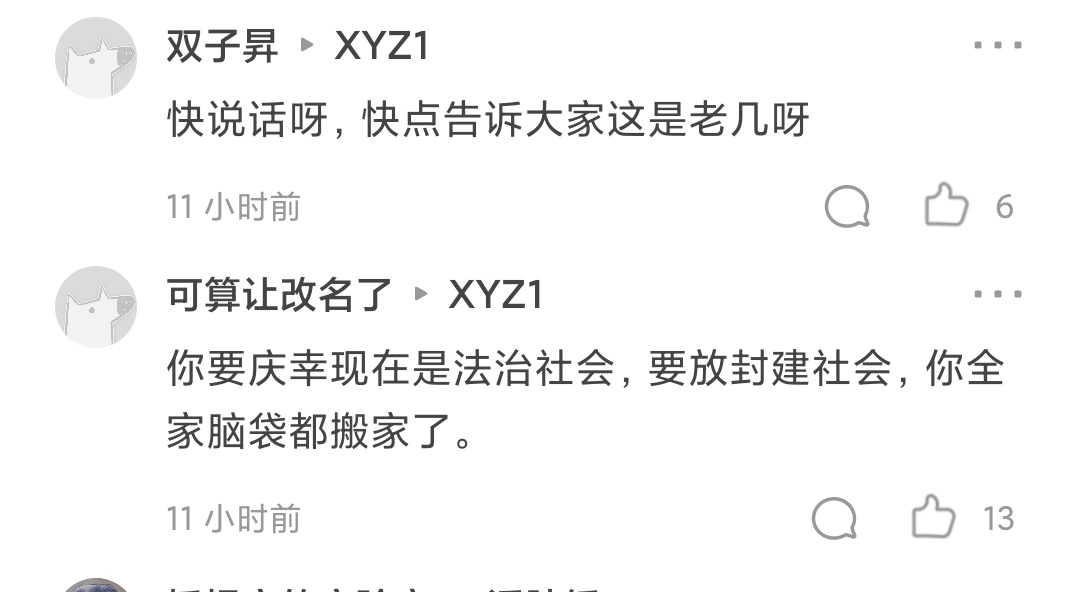 双子昇 ▸ XYZ1
快说话呀，快点告诉大家这是老几呀
11 小时前
6
可算让改名了 ▸ XYZ1
你要庆幸现在是法治社会，要放封建社会，你全
家脑袋都搬家了。
11 小时前
13